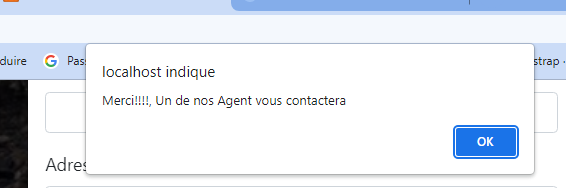 duire
Pas
strap
localhost indique
Merci!!!!, Un de nos Agent vous contactera
OK
Adres